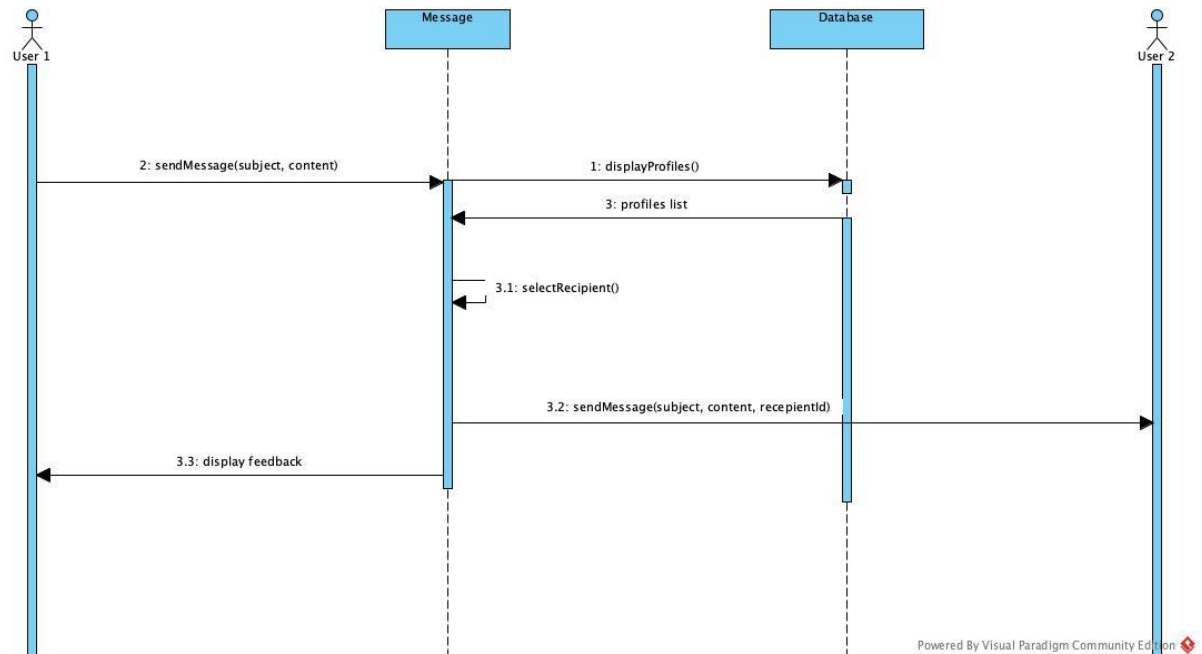 Message
Database
User 1
User 2
2: sendMessage(subject, content)
1: displayProfiles()
3: profiles list
3.1: selectRecipient()
3.2: sendMessage(subject, content, recepientId)
3.3: display feedback
Powered By Visual Paradigm Community Edition